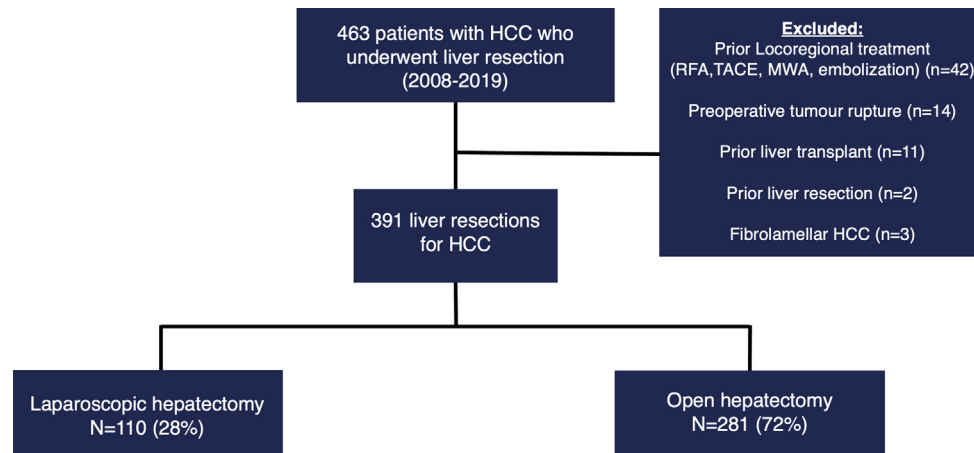 463 patients with HCC who
underwent liver resection
(2008-2019)
Excluded:
Prior Locoregional treatment
(RFA,TACE, MWA, embolization) (n=42)
Preoperative tumour rupture (n=14)
Prior liver transplant (n=11)
Prior liver resection (n=2)
Fibrolamellar HCC (n=3)
391 liver resections
for HCC
Laparoscopic hepatectomy
N=110 (28%)
Open hepatectomy
N=281 (72%)